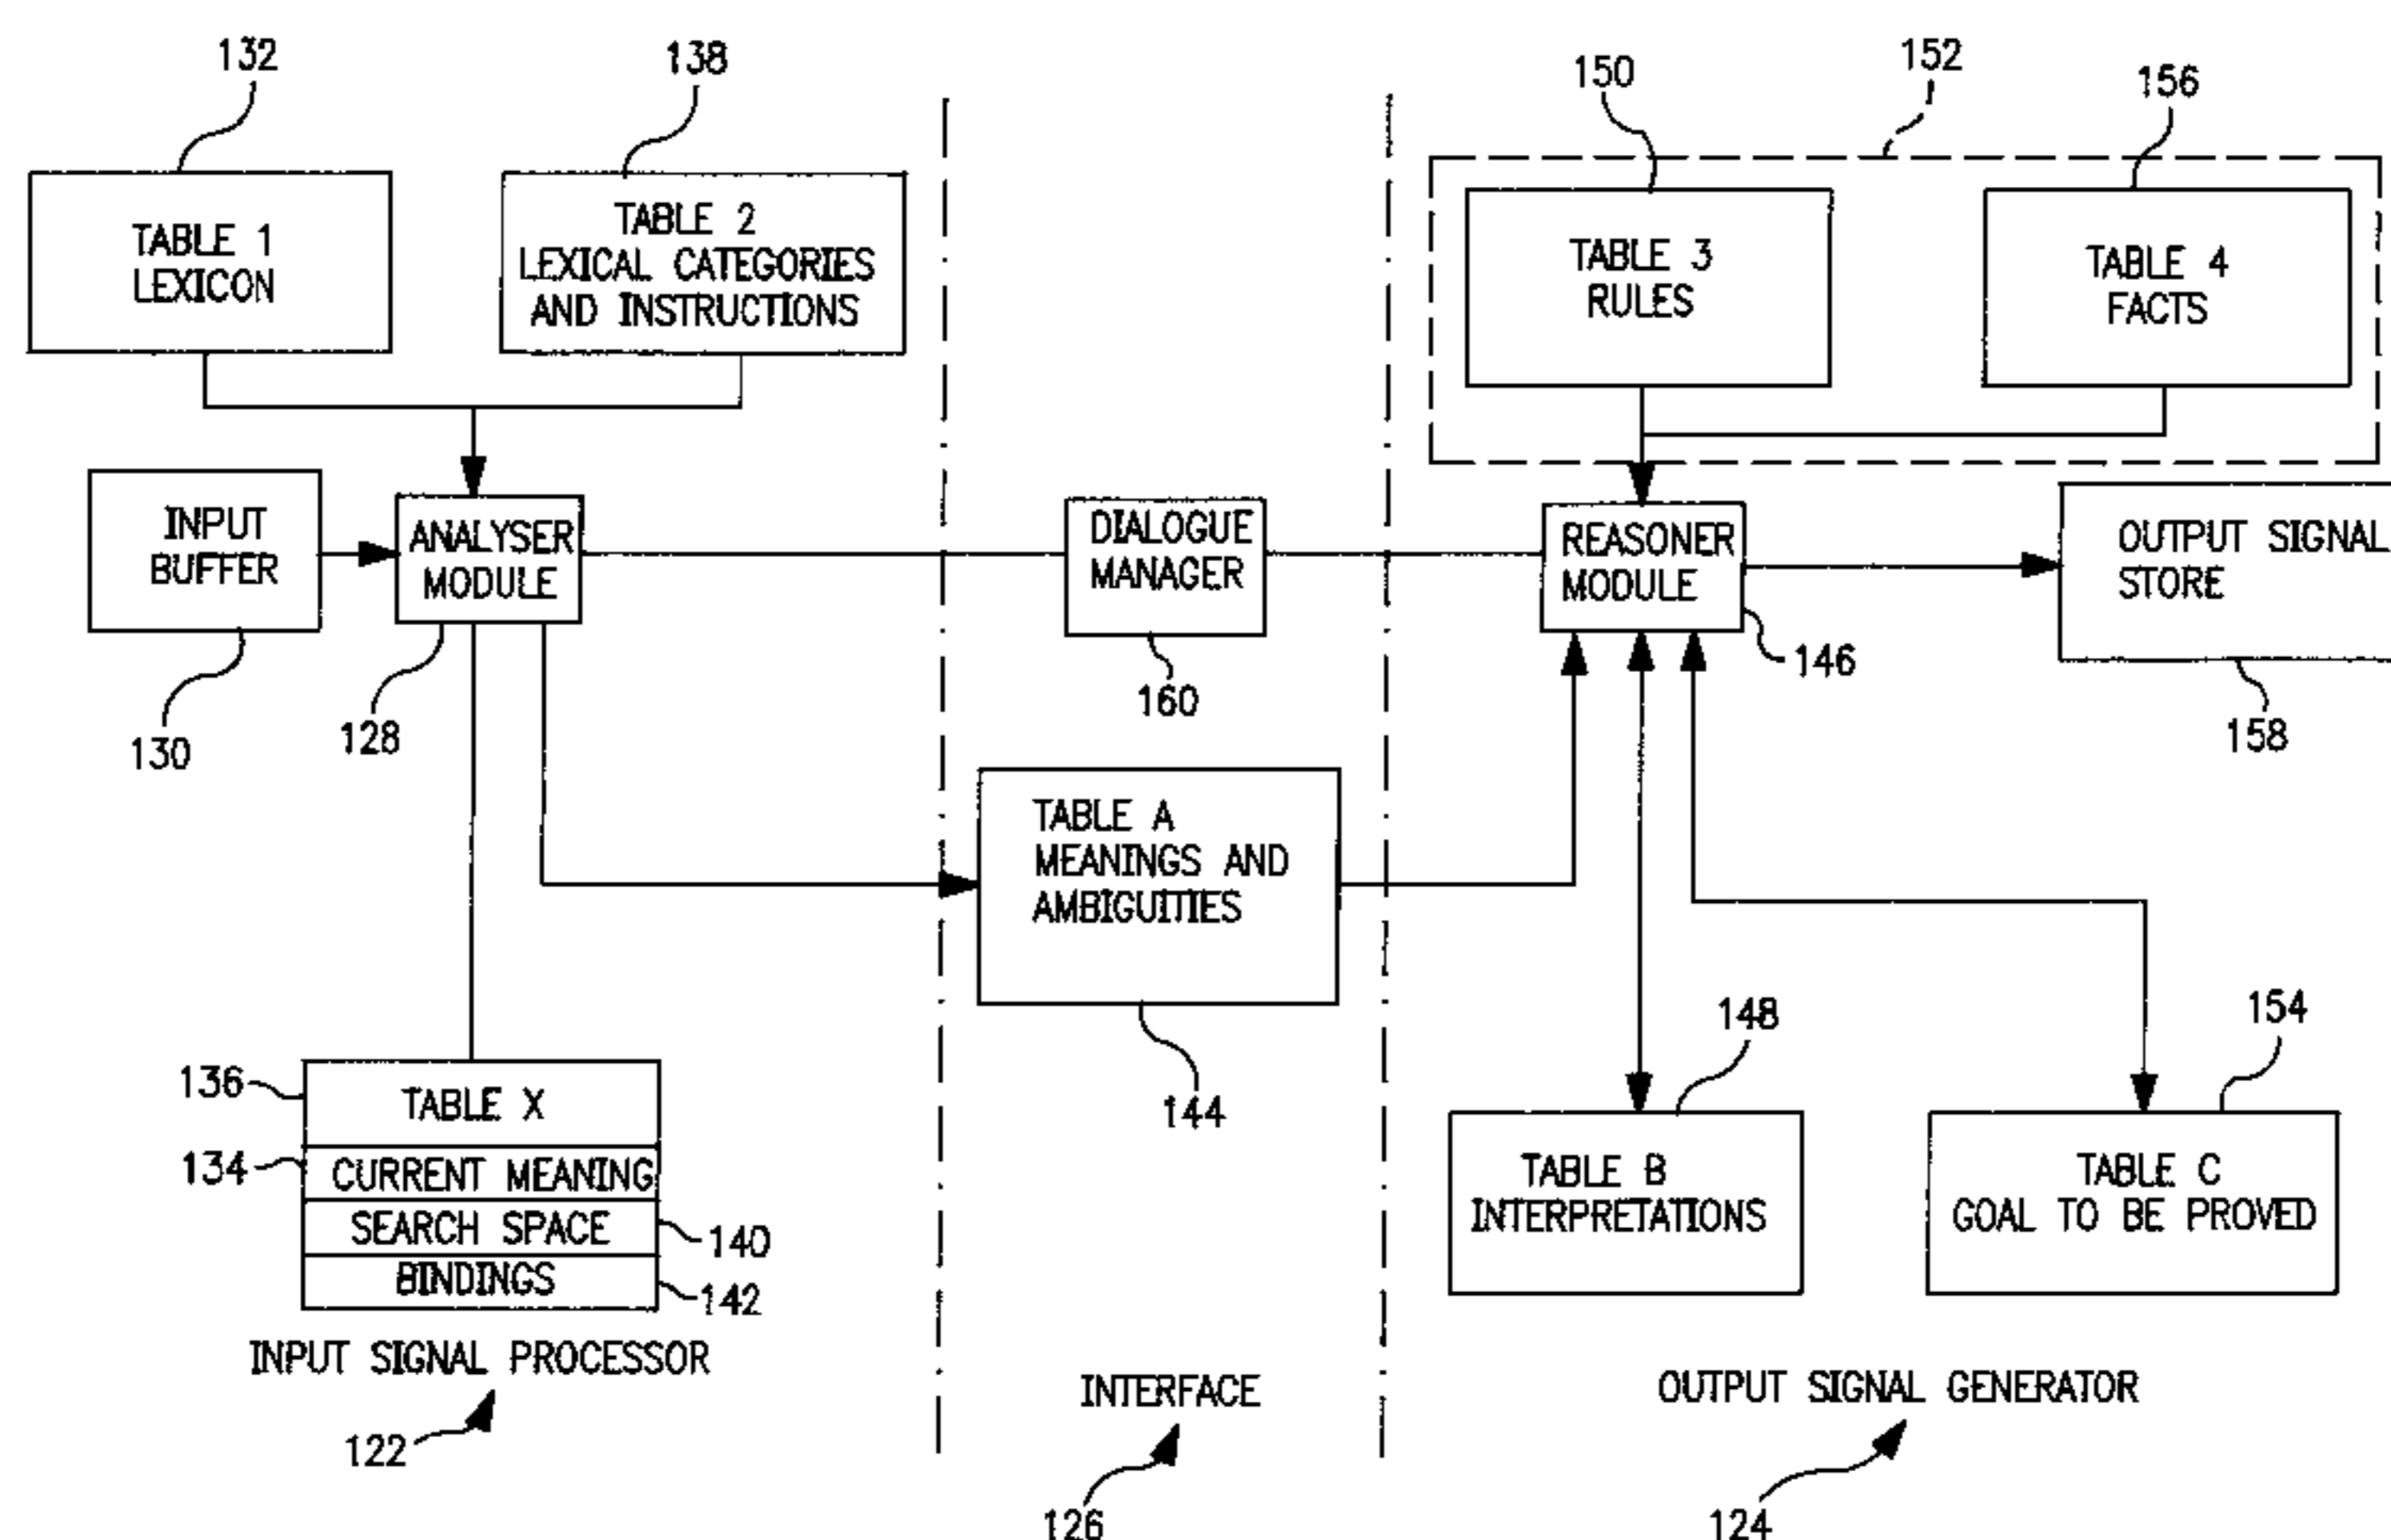 132
138
150
152
156
TABLE 1
LEXICON
TABLE 2
LEXICAL CATEGORIES
AND INSTRUCTIONS
TABLE 3
RULES
TABLE 4
FACTS
INPUT
BUFFER
ANALYSER
MODULE
DIALOGUE
MANAGER
REASONER
MODULE
OUTPUT SIGNAL
STORE
130
128
160
146
158
TABLE A
MEANINGS AND
AMBIGUITIES
144
148
154
136
TABLE X
134
CURRENT MEANING
SEARCH SPACE
140
BINDINGS
142
TABLE B
INTERPRETATIONS
TABLE C
GOAL TO BE PROVED
INPUT SIGNAL PROCESSOR
122
INTERFACE
126
OUTPUT SIGNAL GENERATOR
124